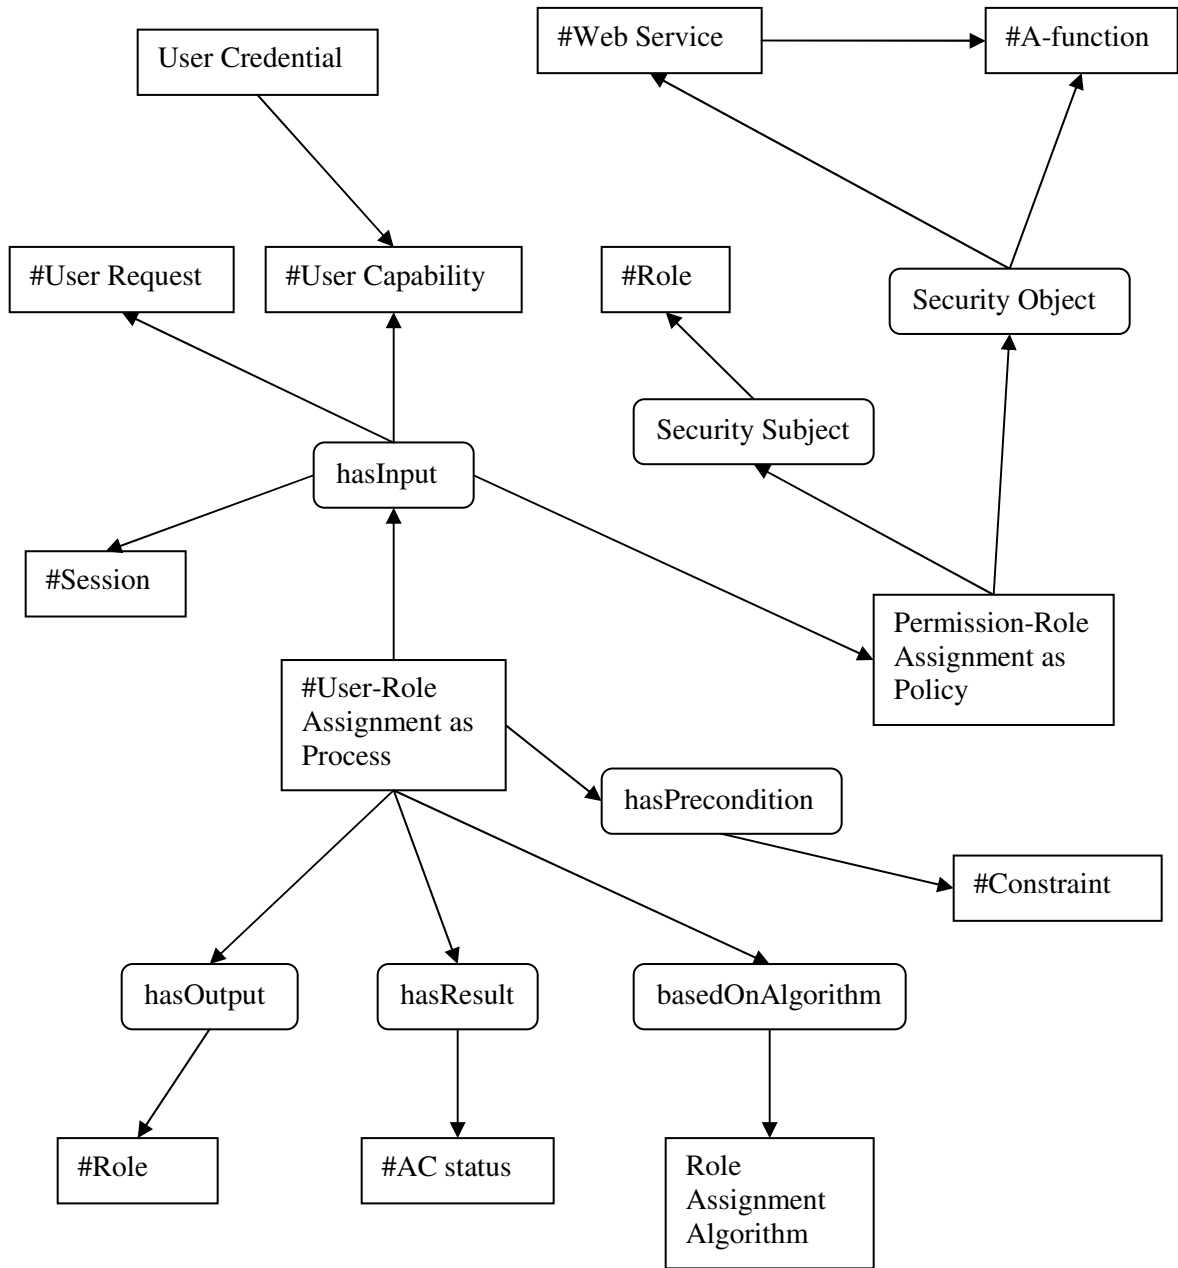 #Web Service
#A-function
User Credential
#User Request
#User Capability
#Role
Security Object
Security Subject
hasInput
#Session
Permission-Role
Assignment as
Policy
#User-Role
Assignment as
Process
hasPrecondition
#Constraint
hasOutput
hasResult
basedOnAlgorithm
#Role
#AC status
Role
Assignment
Algorithm